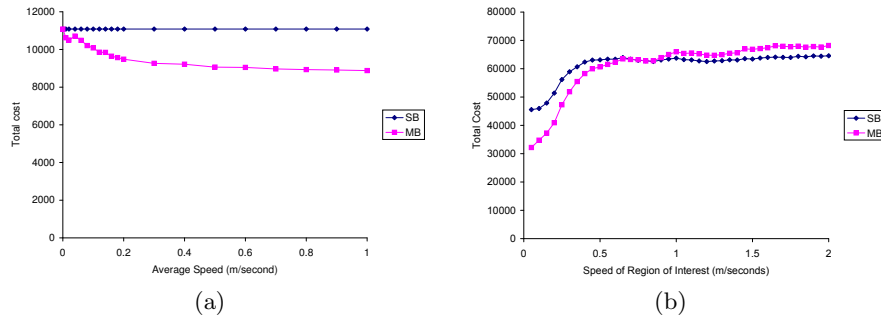 12000
10000
8000
6000
4000
2000
0
Total cost
0 0.2 0.4 0.6 0.8 1
Average Speed (m/second)
SB
MB
(a)
80000
70000
60000
50000
40000
30000
20000
10000
0
Total Cost
0 0.5 1 1.5 2
Speed of Region of Interest (m/seconds)
SB
MB
(b)